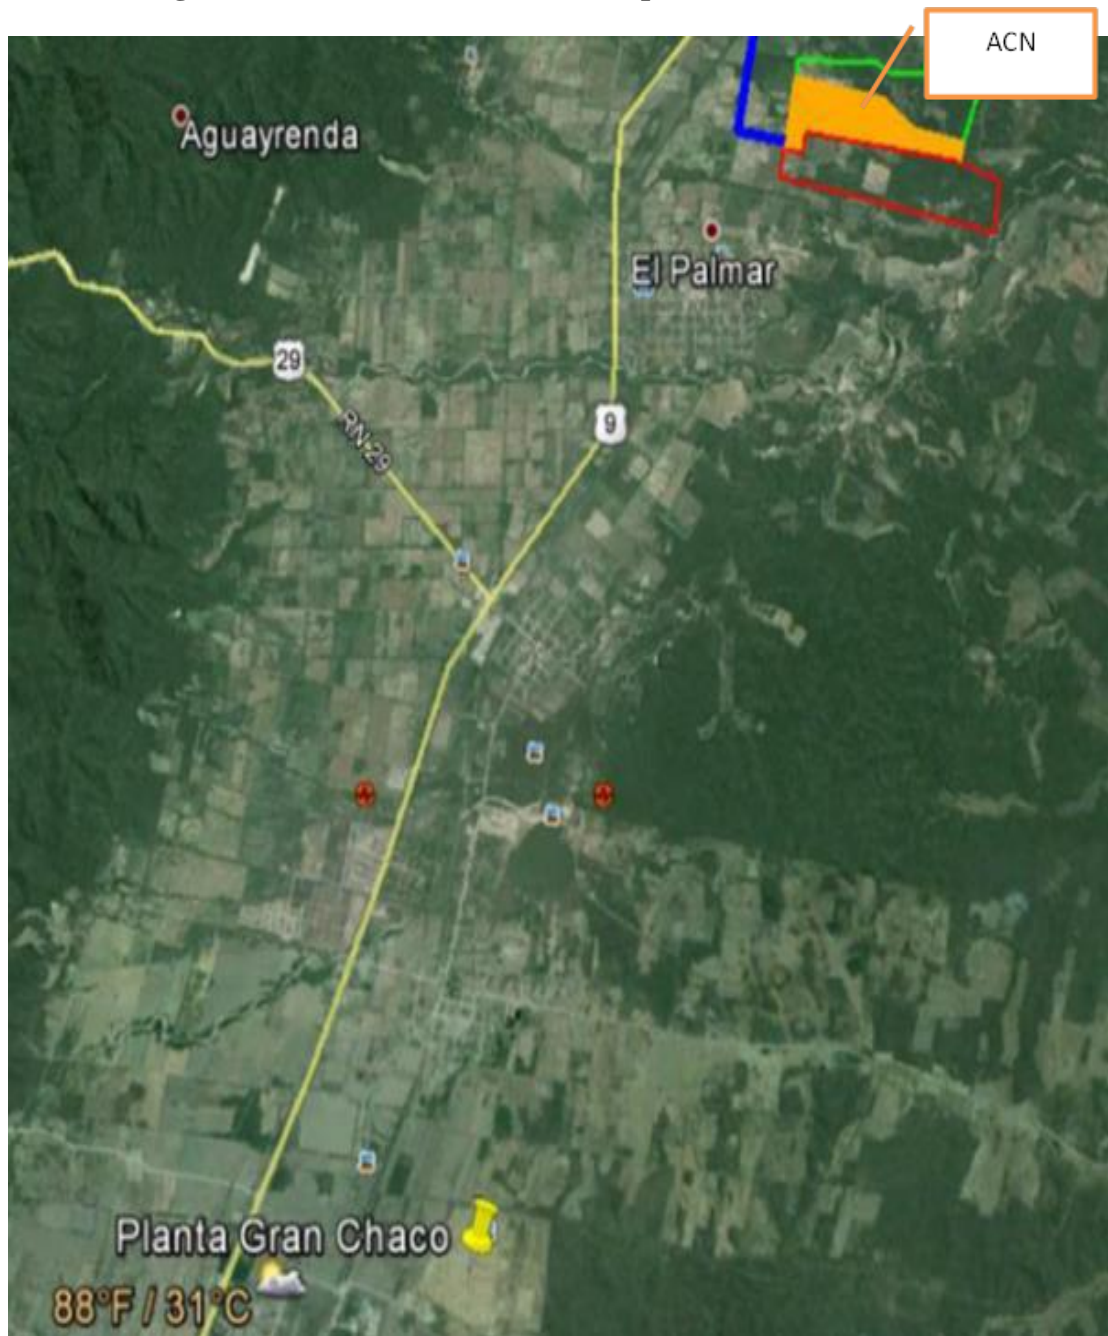 ACN
Aguayrenda
El Palmar
29
RN-29
9
Planta Gran Chaco
88°F / 31°C